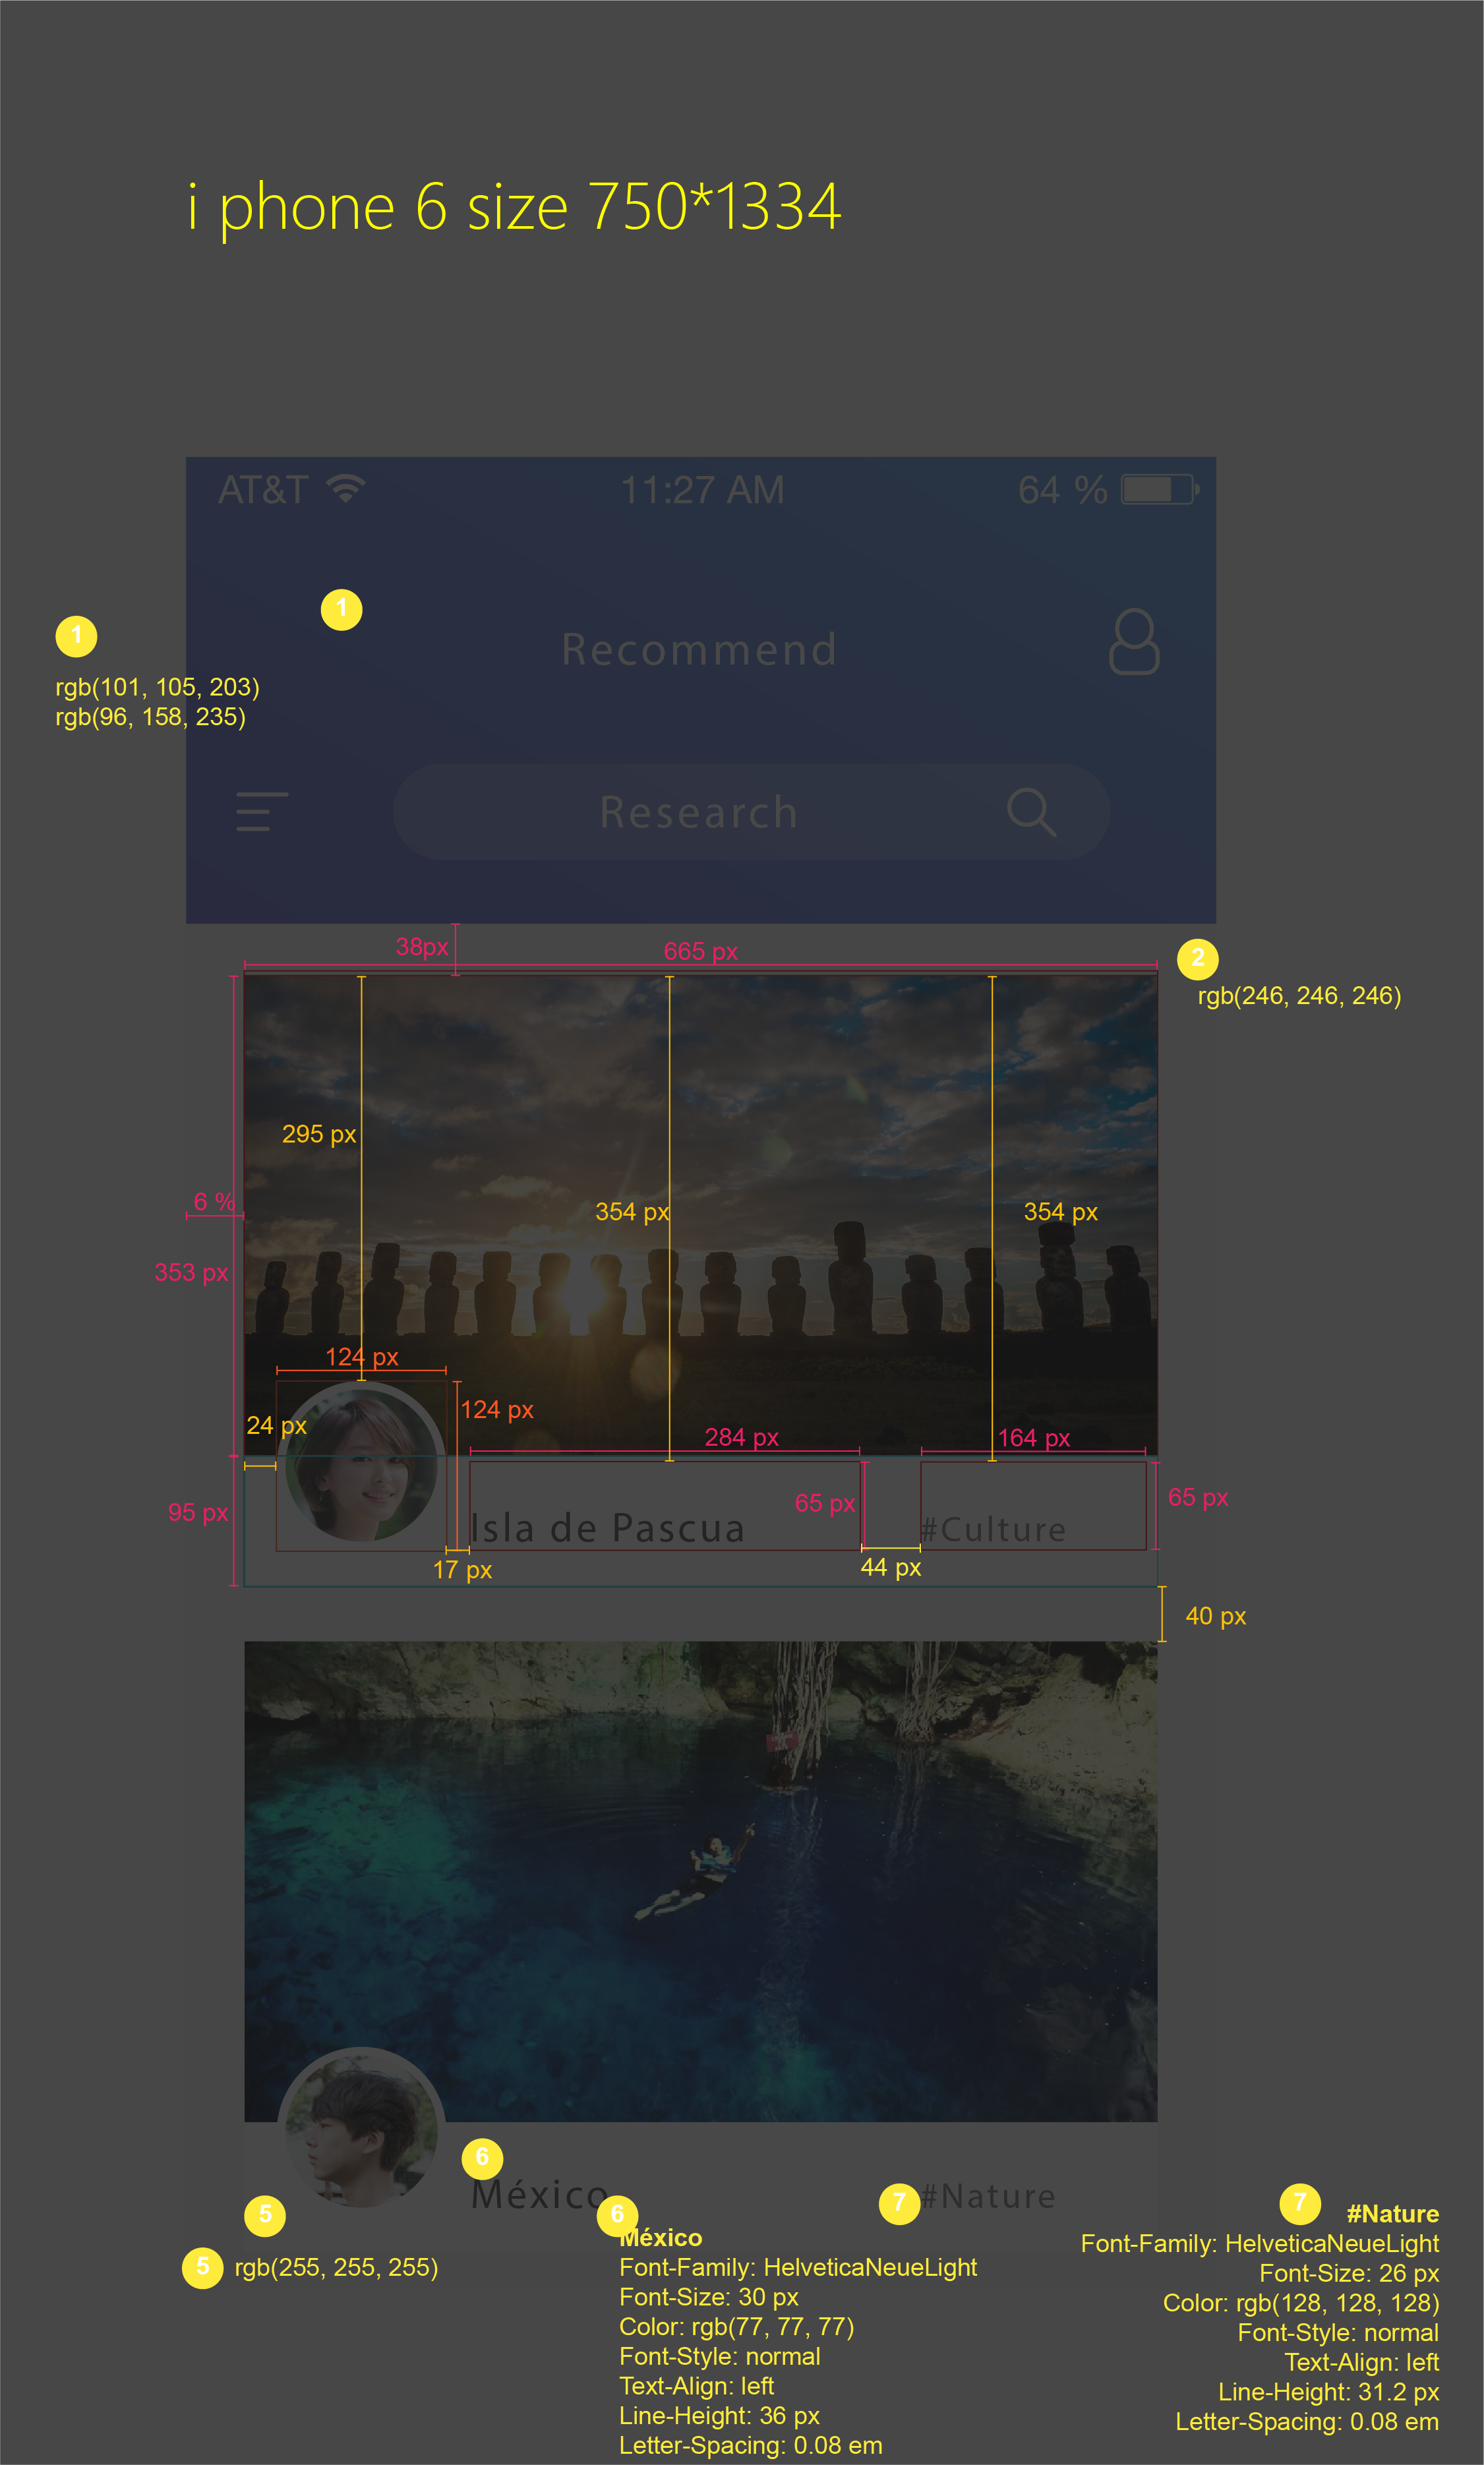 i phone 6 size 750*1334
AT&T 11:27 AM 64 %
1
1
Recommend
rgb(101, 105, 203)
rgb(96, 158, 235)
Research
38px
665 px
2
rgb(246, 246, 246)
295 px
6 %
354 px
354 px
353 px
124 px
124 px
24 px
284 px
164 px
95 px
65 px
65 px
Isla de Pascua
#Culture
17 px
44 px
40 px
6
México
7
#Nature
5
5
rgb(255, 255, 255)
6
México
Font-Family: HelveticaNeueLight
Font-Size: 30 px
Color: rgb(77, 77, 77)
Font-Style: normal
Text-Align: left
Line-Height: 36 px
Letter-Spacing: 0.08 em
7
#Nature
Font-Family: HelveticaNeueLight
Font-Size: 26 px
Color: rgb(128, 128, 128)
Font-Style: normal
Text-Align: left
Line-Height: 31.2 px
Letter-Spacing: 0.08 em